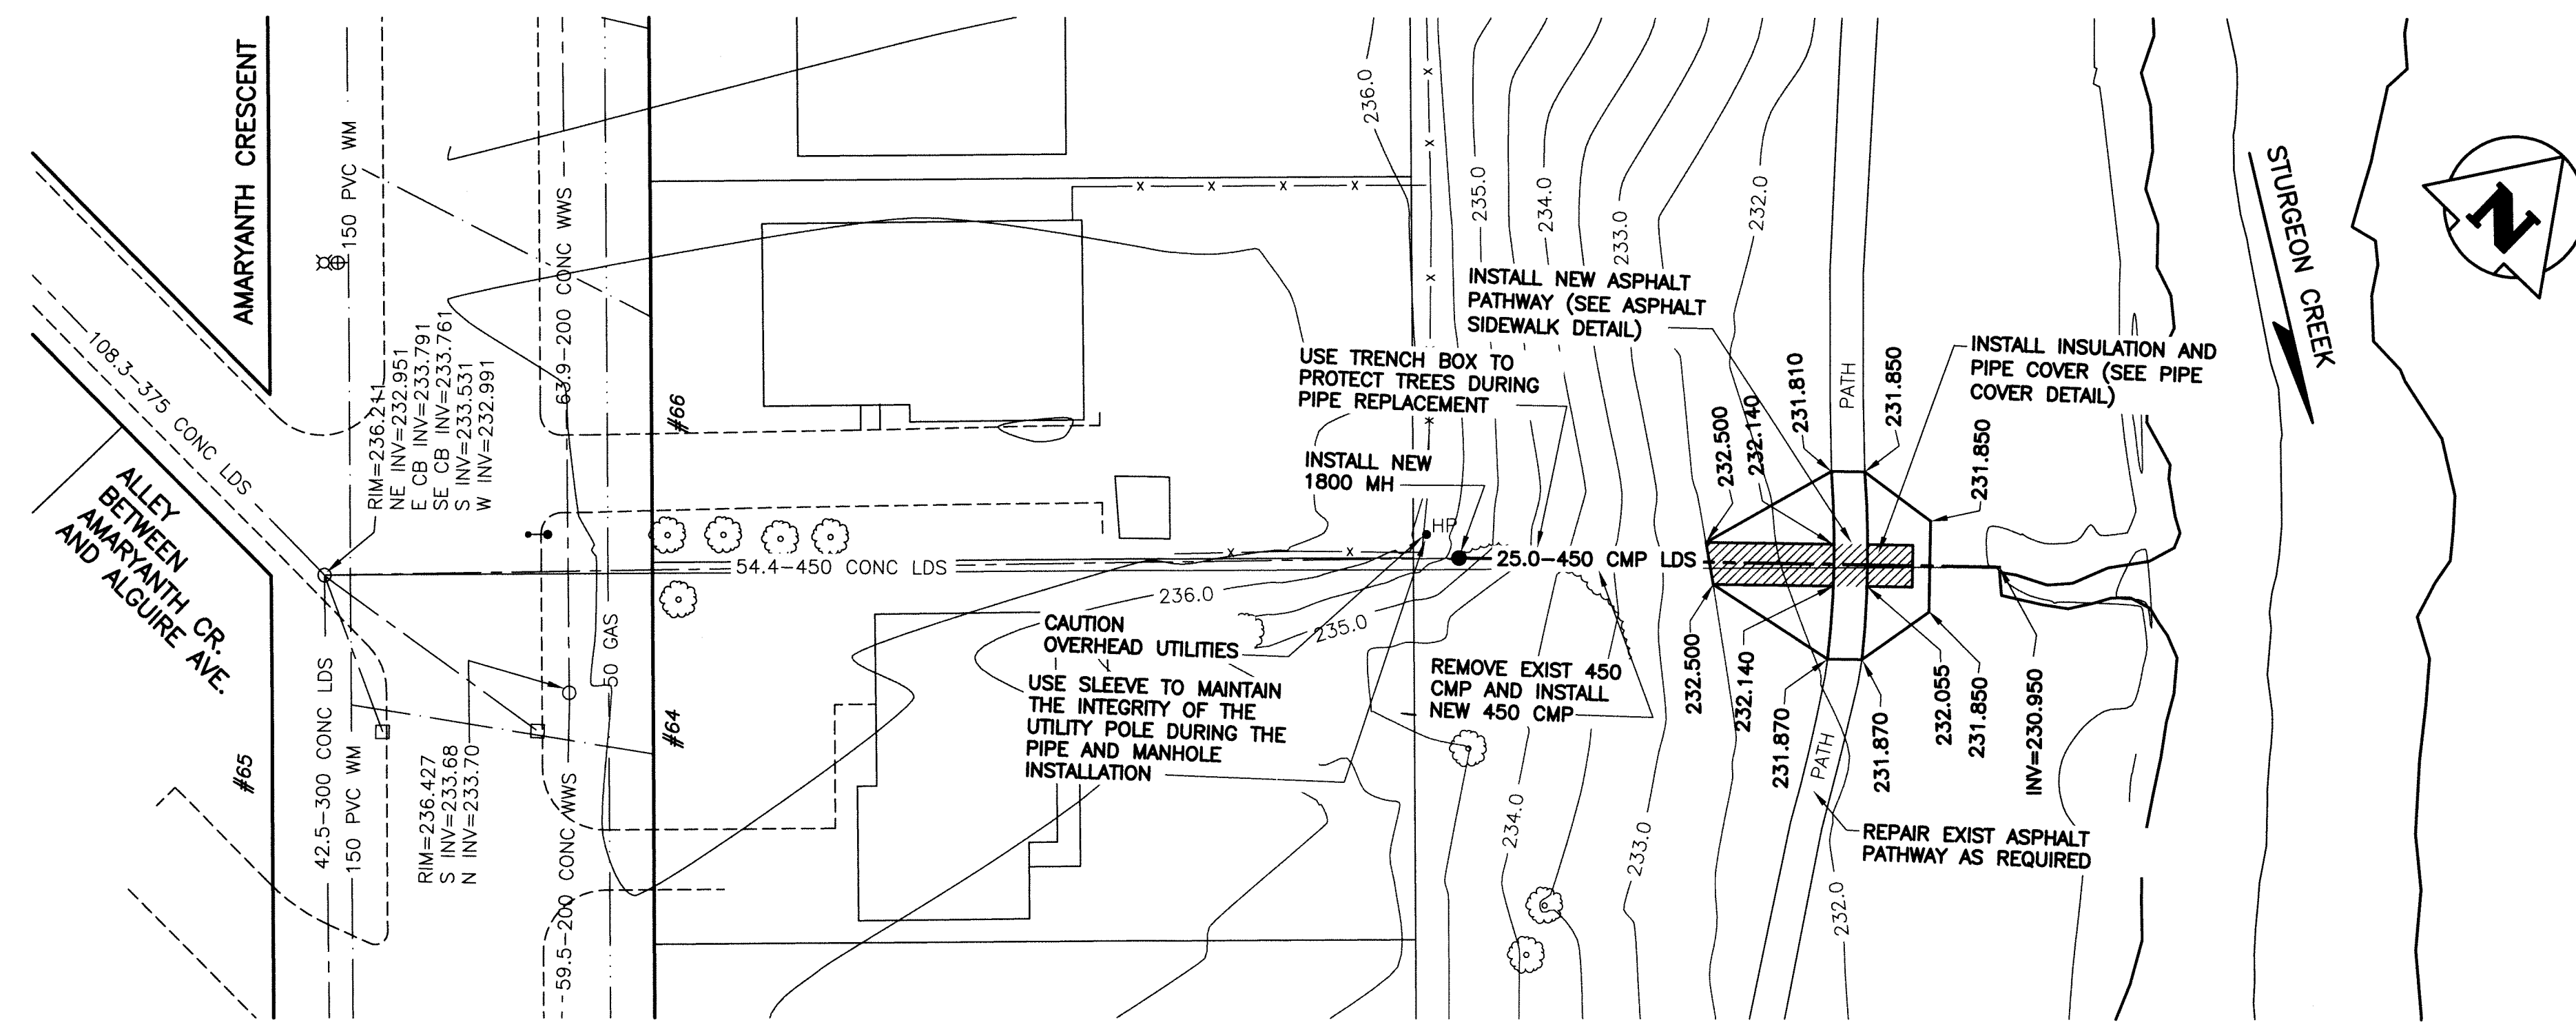 AMARYANTH CRESCENT
150 PVC WM
63.9-200 CONC WWS
108.3-375 CONC LDS
RIM=236.211
NE INV=232.951
E CB INV=233.791
SE CB INV=233.761
S INV=233.531
W INV=232.991
ALLEY
BETWEEN
AMARYANTH CR.
AND ALGUIRE AVE.
#65
42.5-300 CONC LDS
150 PVC WM
RIM=236.427
S INV=233.68
N INV=233.70
59.5-200 CONC WWS
50 GAS
#66
#64
54.4-450 CONC LDS
236.0
235.0
234.0
233.0
232.0
INSTALL NEW ASPHALT
PATHWAY (SEE ASPHALT
SIDEWALK DETAIL)
USE TRENCH BOX TO
PROTECT TREES DURING
PIPE REPLACEMENT
INSTALL NEW
1800 MH
HP
25.0-450 CMP LDS
236.0
235.0
CAUTION
OVERHEAD UTILITIES
USE SLEEVE TO MAINTAIN
THE INTEGRITY OF THE
UTILITY POLE DURING THE
PIPE AND MANHOLE
INSTALLATION
REMOVE EXIST 450
CMP AND INSTALL
NEW 450 CMP
234.0
233.0
232.0
232.500
232.140
231.810
PATH
231.850
231.850
INSTALL INSULATION AND
PIPE COVER (SEE PIPE
COVER DETAIL)
232.500
232.140
231.870
PATH
231.870
232.055
231.850
INV=230.950
REPAIR EXIST ASPHALT
PATHWAY AS REQUIRED
STURGEON CREEK
N